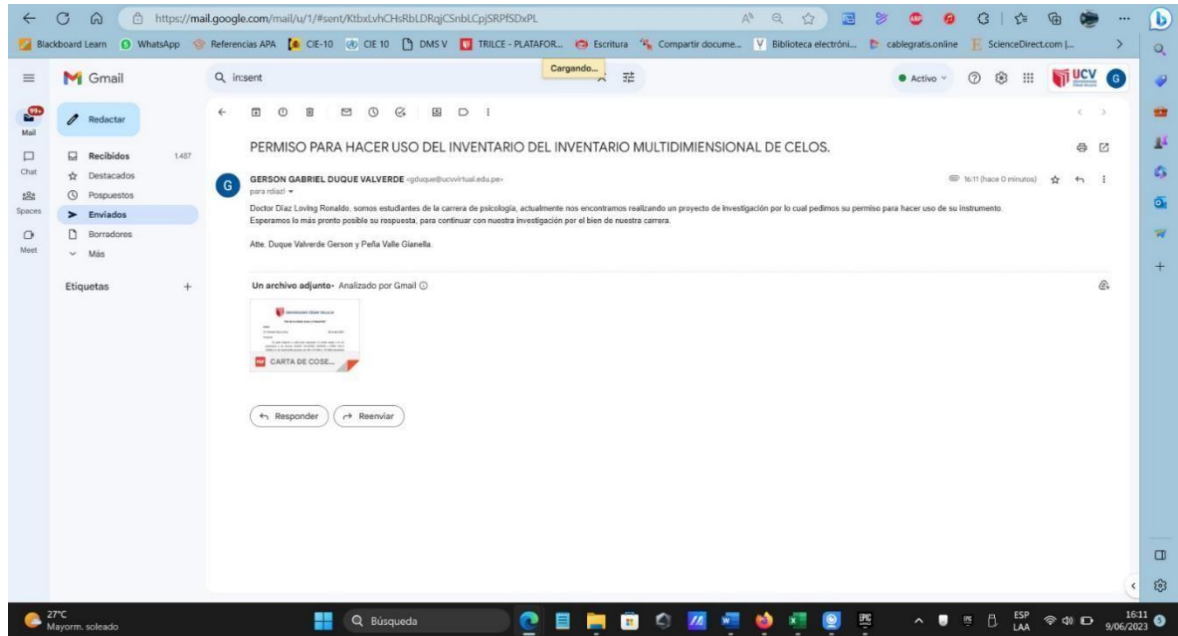 https://mail.google.com/mail/u/1/#sent/KtbxLvhCHsRbLDRqjCSnbLCpjSRPfSDxPL
Blackboard Learn WhatsApp Referencias APA CIE-10 CIE 10 DMS V TRILCE - PLATAFOR... Escritura Compartir docume... Biblioteca electróni... cablegratis.online ScienceDirect.com |...
Gmail in:sent Cargando... Activo UCV G
99+
Mail
Chat
Spaces
Meet
Redactar
Recibidos 1.487
Destacados
Pospuestos
Enviados
Borradores
Más
Etiquetas +
PERMISO PARA HACER USO DEL INVENTARIO DEL INVENTARIO MULTIDIMIENSIONAL DE CELOS.
G GERSON GABRIEL DUQUE VALVERDE <gduque@ucvvirtual.edu.pe> 16:11 (hace 0 minutos)
para rdiazl
Doctor Díaz Loving Ronaldo, somos estudiantes de la carrera de psicología, actualmente nos encontramos realizando un proyecto de investigación por lo cual pedimos su permiso para hacer uso de su instrumento.
Esperamos lo más pronto posible su respuesta, para continuar con nuestra investigación por el bien de nuestra carrera.
Atte. Duque Valverde Gerson y Peña Valle Gianella.
Un archivo adjunto • Analizado por Gmail
UNIVERSIDAD CÉSAR VALLEJO
PDF CARTA DE COSE...
Responder Reenviar
27°C
Mayorm. soleado
Búsqueda
EPIC
ESP
LAA
16:11
9/06/2023